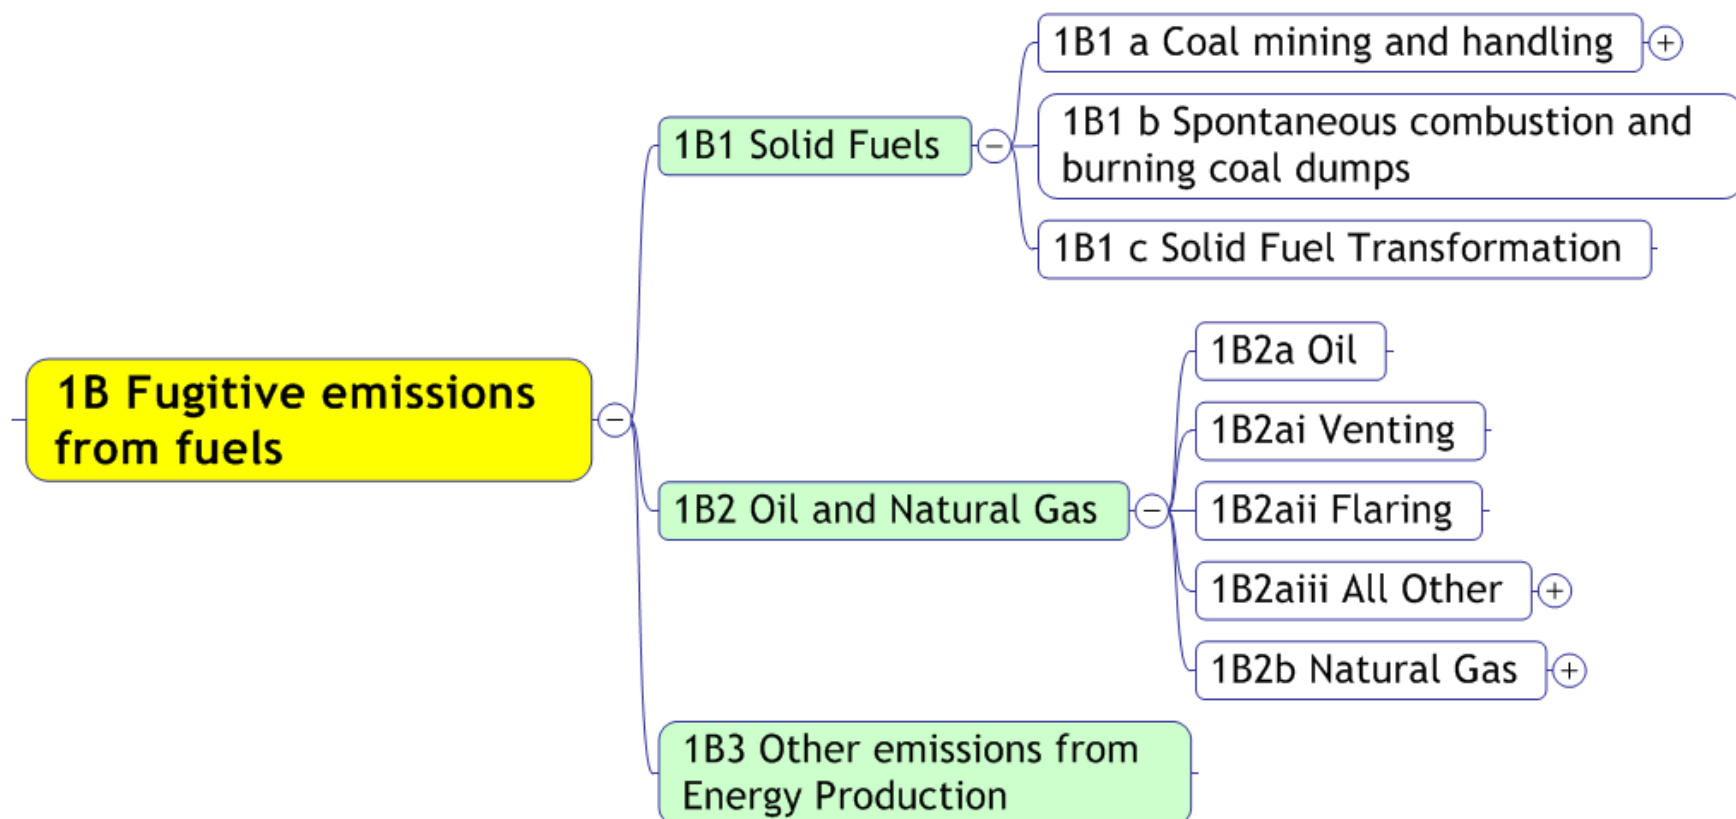 1B Fugitive emissions
from fuels
1B1 Solid Fuels
1B1 a Coal mining and handling
1B1 b Spontaneous combustion and
burning coal dumps
1B1 c Solid Fuel Transformation
1B2 Oil and Natural Gas
1B2a Oil
1B2ai Venting
1B2aii Flaring
1B2aiii All Other
1B2b Natural Gas
1B3 Other emissions from
Energy Production